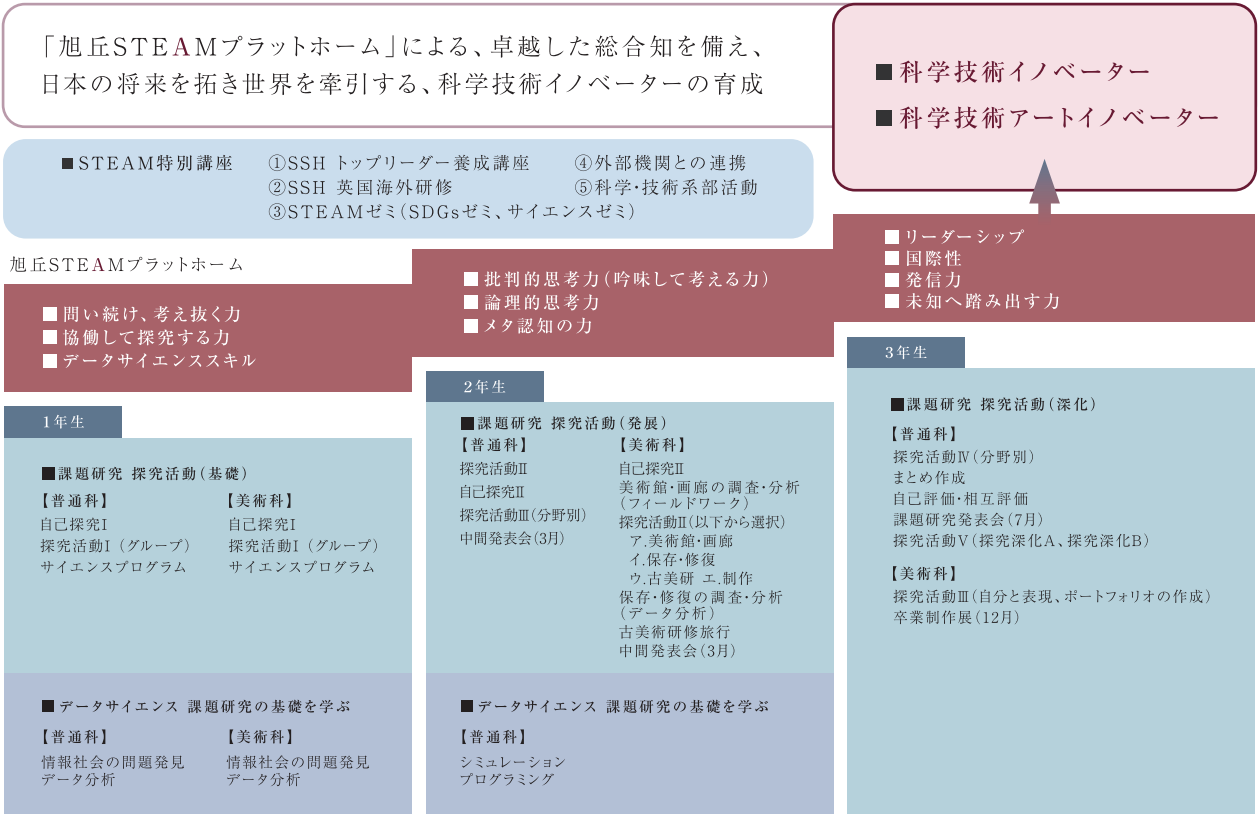 「旭丘STEAMプラットホーム」による、卓越した総合知を備え、
日本の将来を拓き世界を牽引する、科学技術イノベーターの育成
■科学技術イノベーター
■科学技術アートイノベーター
■STEAM特別講座
①SSH トップリーダー養成講座
②SSH 英国海外研修
③STEAMゼミ(SDGsゼミ、サイエンスゼミ)
④外部機関との連携
⑤科学・技術系部活動
旭丘STEAMプラットホーム
■問い続け、考え抜く力
■協働して探究する力
■データサイエンススキル
■批判的思考力(吟味して考える力)
■論理的思考力
■メタ認知の力
■リーダーシップ
■国際性
■発信力
■未知へ踏み出す力
1年生
■課題研究 探究活動(基礎)
【普通科】
自己探究Ⅰ
探究活動Ⅰ(グループ)
サイエンスプログラム
【美術科】
自己探究Ⅰ
探究活動Ⅰ(グループ)
サイエンスプログラム
■データサイエンス 課題研究の基礎を学ぶ
【普通科】
情報社会の問題発見
データ分析
【美術科】
情報社会の問題発見
データ分析
2年生
■課題研究 探究活動(発展)
【普通科】
探究活動Ⅱ
自己探究Ⅱ
探究活動Ⅲ(分野別)
中間発表会(3月)
【美術科】
自己探究Ⅱ
美術館・画廊の調査・分析
(フィールドワーク)
探究活動Ⅱ(以下から選択)
ア.美術館・画廊
イ.保存・修復
ウ.古美研 エ.制作
保存・修復の調査・分析
(データ分析)
古美術研修旅行
中間発表会(3月)
■データサイエンス 課題研究の基礎を学ぶ
【普通科】
シミュレーション
プログラミング
3年生
■課題研究 探究活動(深化)
【普通科】
探究活動Ⅳ(分野別)
まとめ作成
自己評価・相互評価
課題研究発表会(7月)
探究活動Ⅴ(探究深化A、探究深化B)
【美術科】
探究活動Ⅲ(自分と表現、ポートフォリオの作成)
卒業制作展(12月)